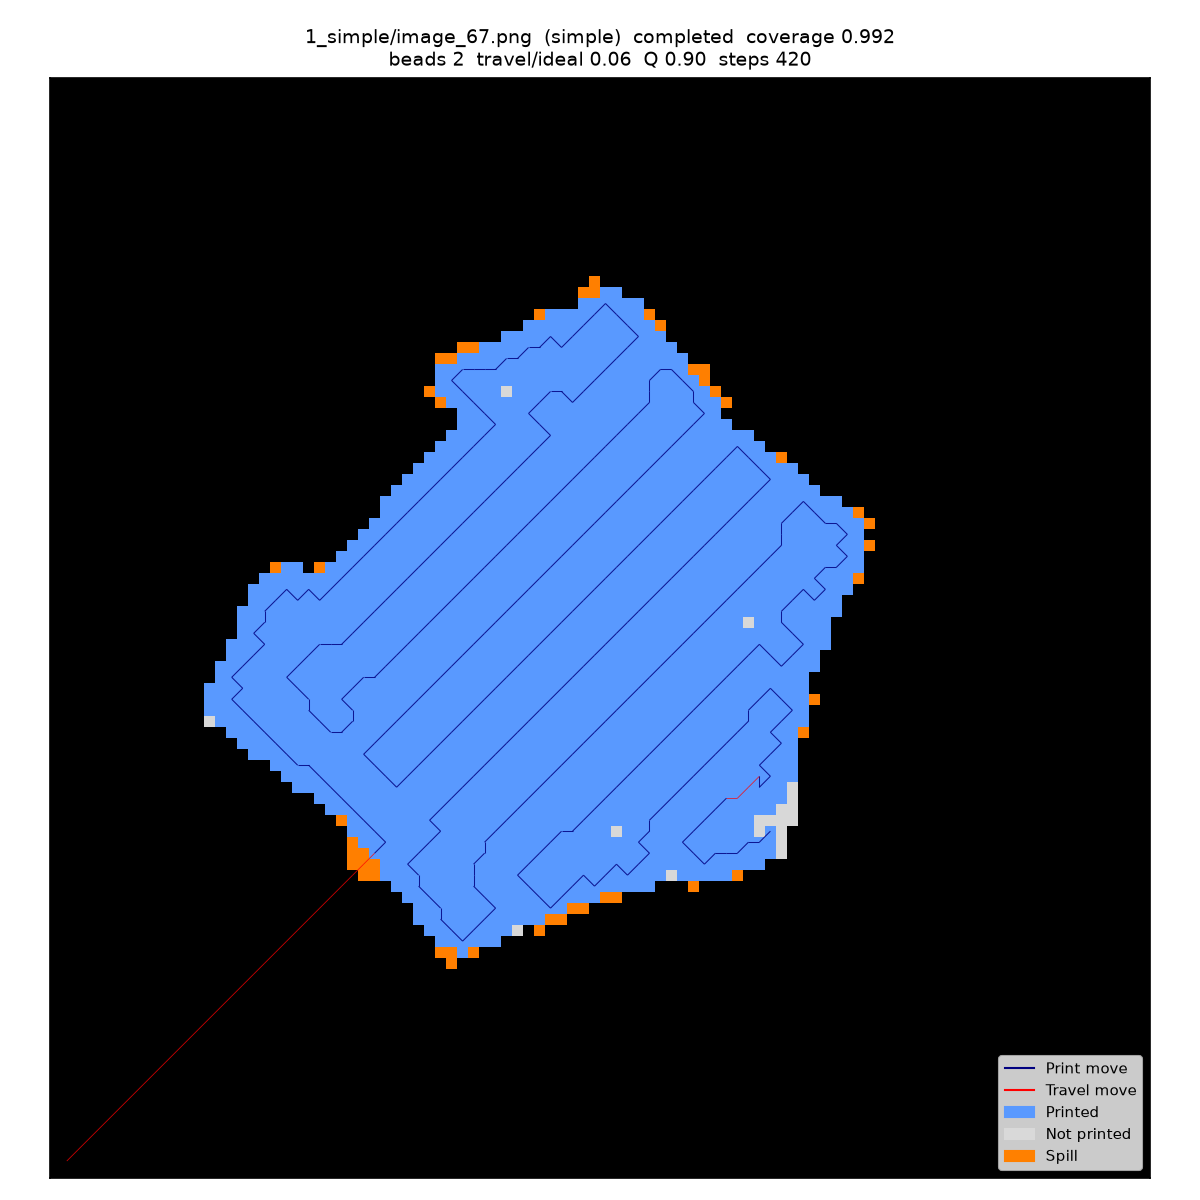 1_simple/image_67.png  (simple)  completed  coverage 0.992
beads 2  travel/ideal 0.06  Q 0.90  steps 420
Print move
Travel move
Printed
Not printed
Spill